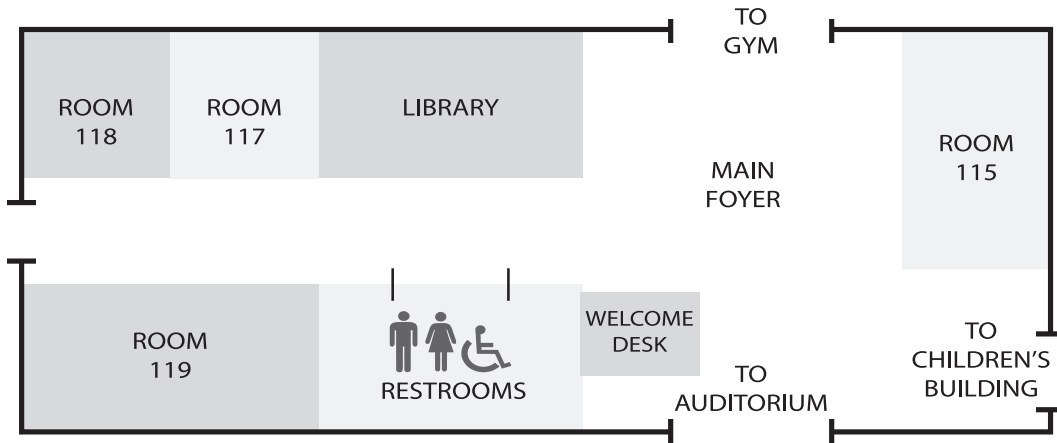 TO
GYM
ROOM
118
ROOM
117
LIBRARY
ROOM
115
MAIN
FOYER
ROOM
119
RESTROOMS
WELCOME
DESK
TO
AUDITORIUM
TO
CHILDREN'S
BUILDING